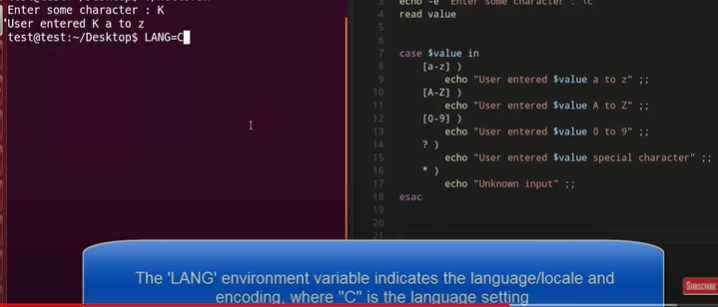 Enter some character : K
User entered K a to z
test@test:~/Desktop$ LANG=C
3 echo -e "Enter some character : \c"
4 read value
5
6
7 case $value in
8 [a-z] )
9 echo "User entered $value a to z" ;;
10 [A-Z] )
11 echo "User entered $value A to Z" ;;
12 [0-9] )
13 echo "User entered $value 0 to 9" ;;
14 ? )
15 echo "User entered $value special character" ;;
16 * )
17 echo "Unknown input" ;;
18 esac
19
20
21
The 'LANG' environment variable indicates the language/locale and
encoding, where "C" is the language setting
SUBSCRIBE